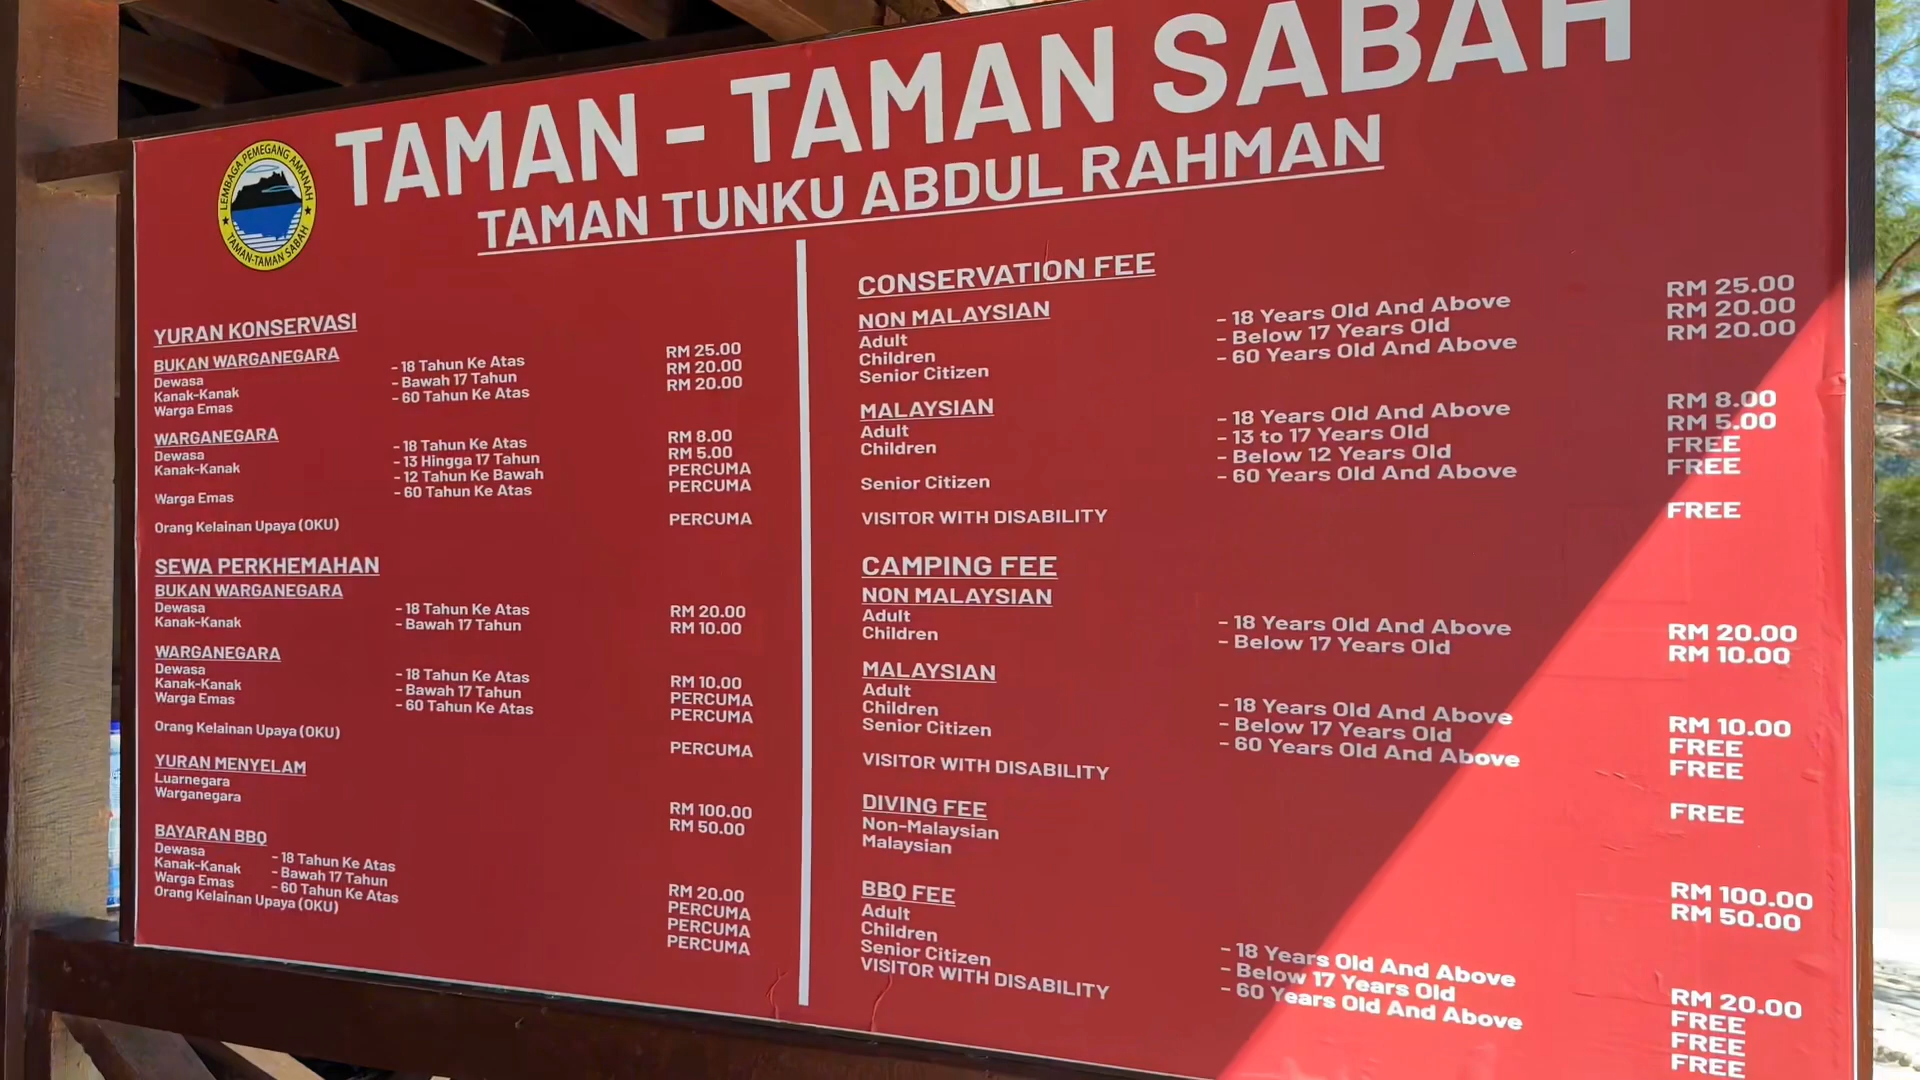 TAMAN - TAMAN SABAH
TAMAN TUNKU ABDUL RAHMAN
LEMBAGA PEMEGANG AMANAH
TAMAN-TAMAN SABAH
YURAN KONSERVASI
BUKAN WARGANEGARA
Dewasa - 18 Tahun Ke Atas RM 25.00
Kanak-Kanak - Bawah 17 Tahun RM 20.00
Warga Emas - 60 Tahun Ke Atas RM 20.00
WARGANEGARA
Dewasa - 18 Tahun Ke Atas RM 8.00
Kanak-Kanak - 13 Hingga 17 Tahun RM 5.00
- 12 Tahun Ke Bawah PERCUMA
Warga Emas - 60 Tahun Ke Atas PERCUMA
Orang Kelainan Upaya (OKU) PERCUMA
SEWA PERKHEMAHAN
BUKAN WARGANEGARA
Dewasa - 18 Tahun Ke Atas RM 20.00
Kanak-Kanak - Bawah 17 Tahun RM 10.00
WARGANEGARA
Dewasa - 18 Tahun Ke Atas RM 10.00
Kanak-Kanak - Bawah 17 Tahun PERCUMA
Warga Emas - 60 Tahun Ke Atas PERCUMA
Orang Kelainan Upaya (OKU) PERCUMA
YURAN MENYELAM
Luarnegara RM 100.00
Warganegara RM 50.00
BAYARAN BBQ
Dewasa - 18 Tahun Ke Atas RM 20.00
Kanak-Kanak - Bawah 17 Tahun PERCUMA
Warga Emas - 60 Tahun Ke Atas PERCUMA
Orang Kelainan Upaya (OKU) PERCUMA
CONSERVATION FEE
NON MALAYSIAN
Adult - 18 Years Old And Above RM 25.00
Children - Below 17 Years Old RM 20.00
Senior Citizen - 60 Years Old And Above RM 20.00
MALAYSIAN
Adult - 18 Years Old And Above RM 8.00
Children - 13 to 17 Years Old RM 5.00
- Below 12 Years Old FREE
Senior Citizen - 60 Years Old And Above FREE
VISITOR WITH DISABILITY FREE
CAMPING FEE
NON MALAYSIAN
Adult - 18 Years Old And Above RM 20.00
Children - Below 17 Years Old RM 10.00
MALAYSIAN
Adult - 18 Years Old And Above RM 10.00
Children - Below 17 Years Old FREE
Senior Citizen - 60 Years Old And Above FREE
VISITOR WITH DISABILITY FREE
DIVING FEE
Non-Malaysian RM 100.00
Malaysian RM 50.00
BBQ FEE
Adult - 18 Years Old And Above RM 20.00
Children - Below 17 Years Old FREE
Senior Citizen - 60 Years Old And Above FREE
VISITOR WITH DISABILITY FREE